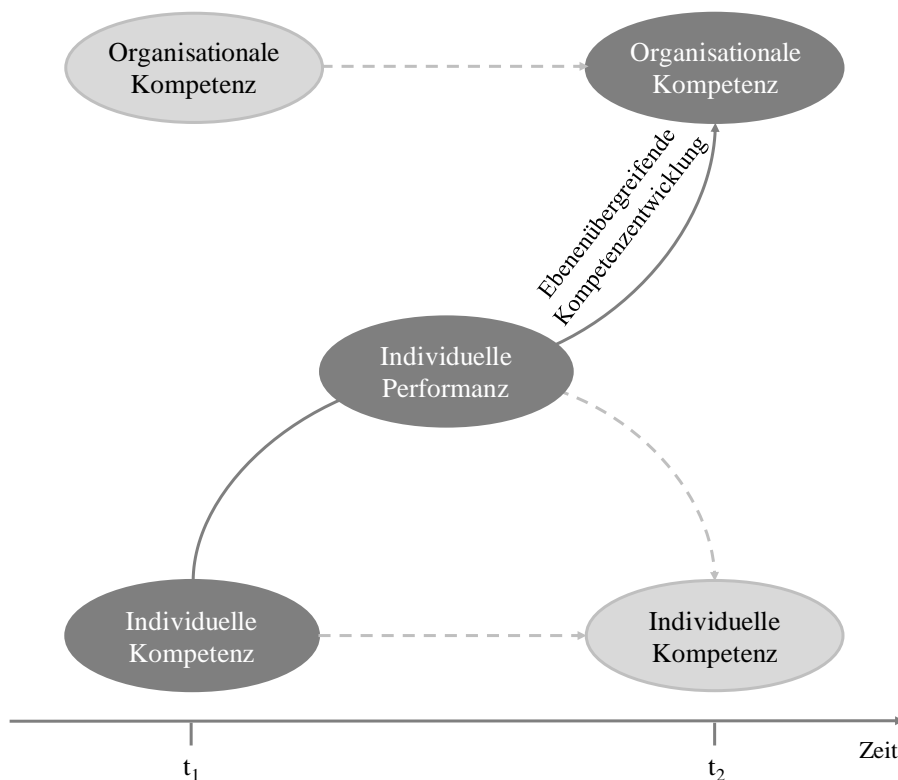 Organisationale
Kompetenz
Organisationale
Kompetenz
Ebenenübergreifende
Kompetenzentwicklung
Individuelle
Performanz
Individuelle
Kompetenz
Individuelle
Kompetenz
t1
t2
Zeit